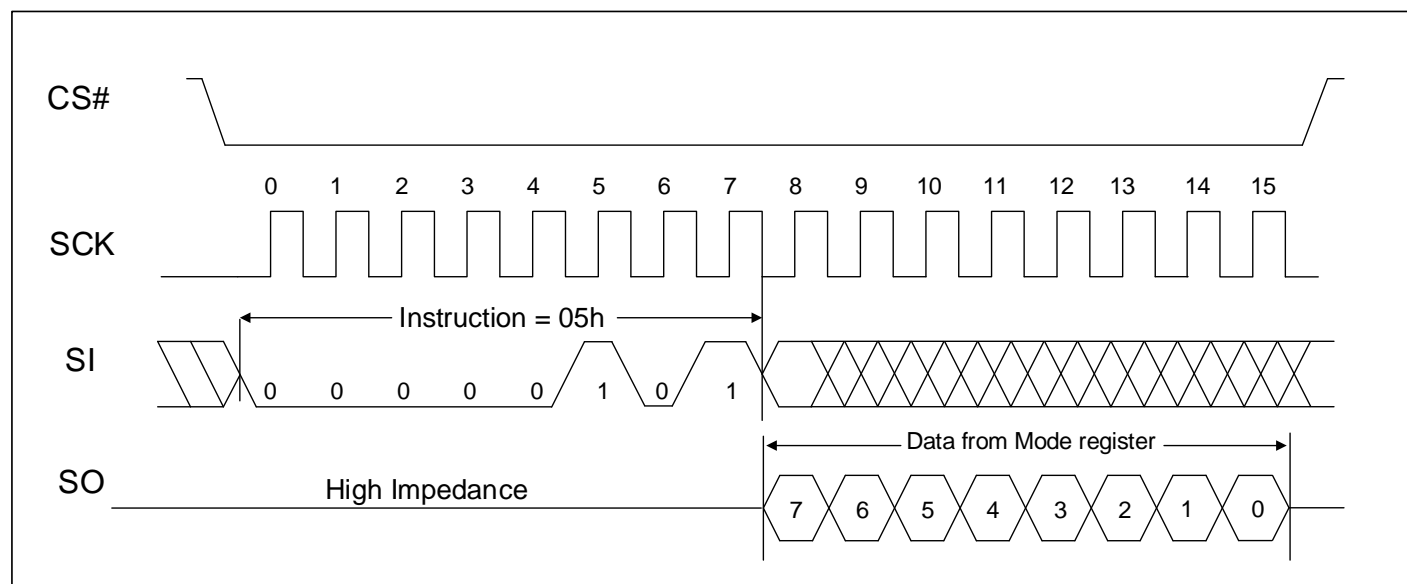 CS#
0 1 2 3 4 5 6 7 8 9 10 11 12 13 14 15
SCK
Instruction = 05h
SI
0 0 0 0 0 1 0 1
Data from Mode register
SO
High Impedance
7 6 5 4 3 2 1 0